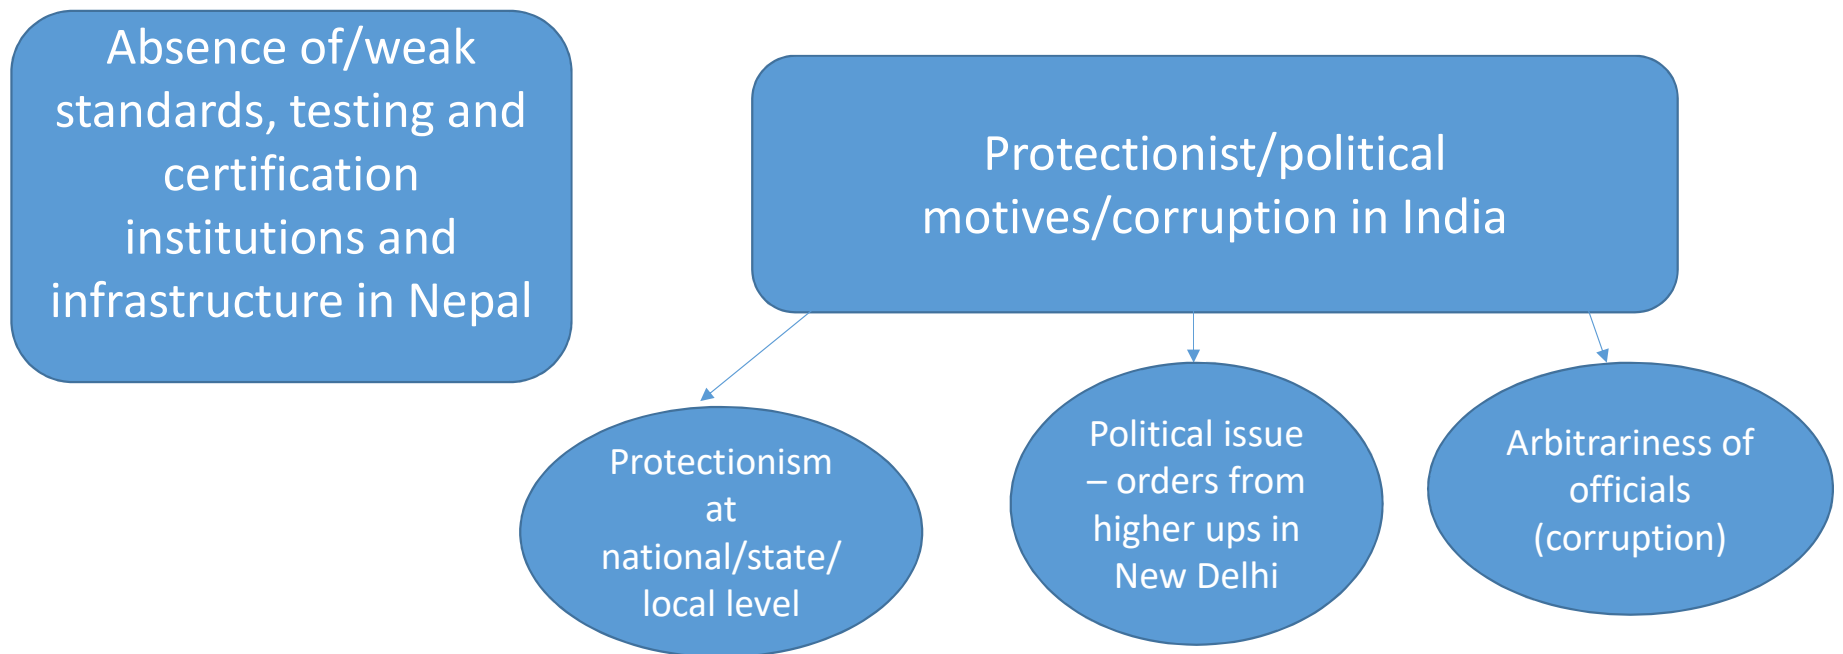 Absence of/weak
standards, testing and
certification
institutions and
infrastructure in Nepal
Protectionist/political
motives/corruption in India
Protectionism
at
national/state/
local level
Political issue
– orders from
higher ups in
New Delhi
Arbitrariness of
officials
(corruption)